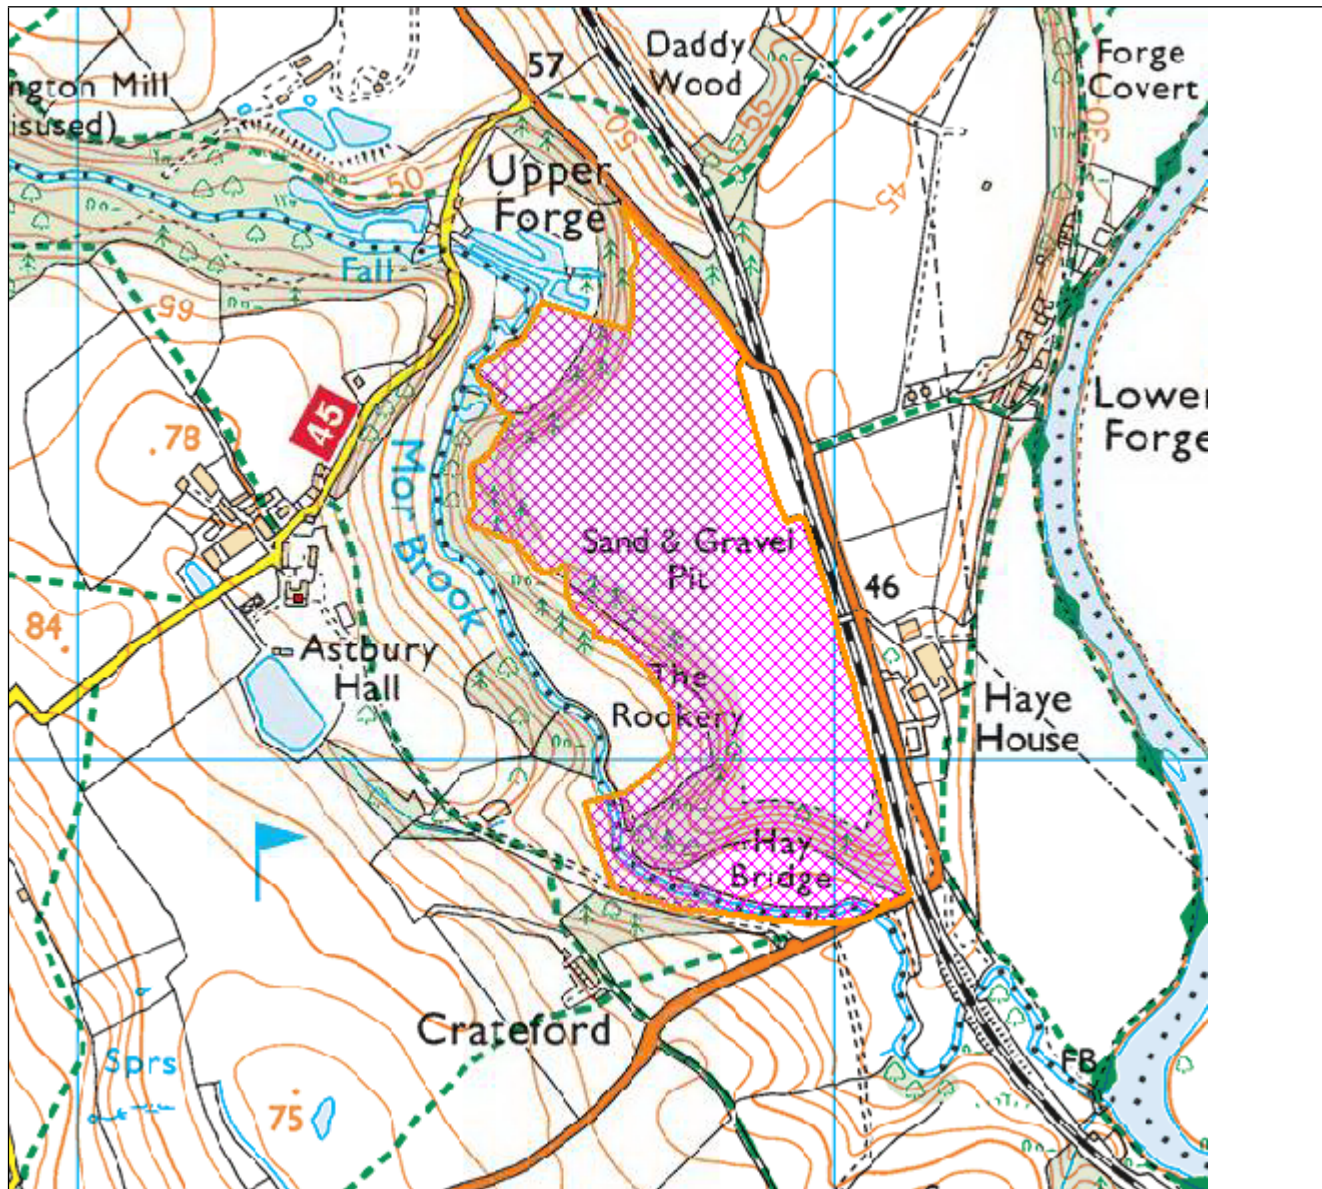 ngton Mill
isused)
57
Daddy
Wood
Forge
Covert
50
55
30
50
45
Upper
Forge
Fall
65
Lower
Forge
45
78
Mor Brook
Sand & Gravel
Pit
46
84
Astbury
Hall
The
Rookery
Haye
House
Hay
Bridge
Crateford
Sprs
FB
75